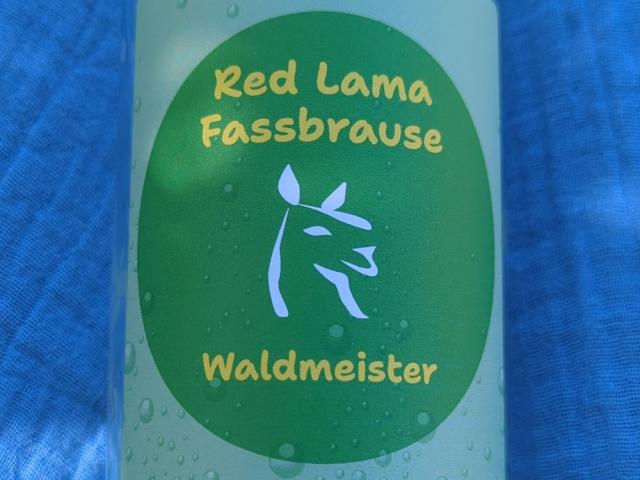 Red Lama
Fassbrause
Waldmeister